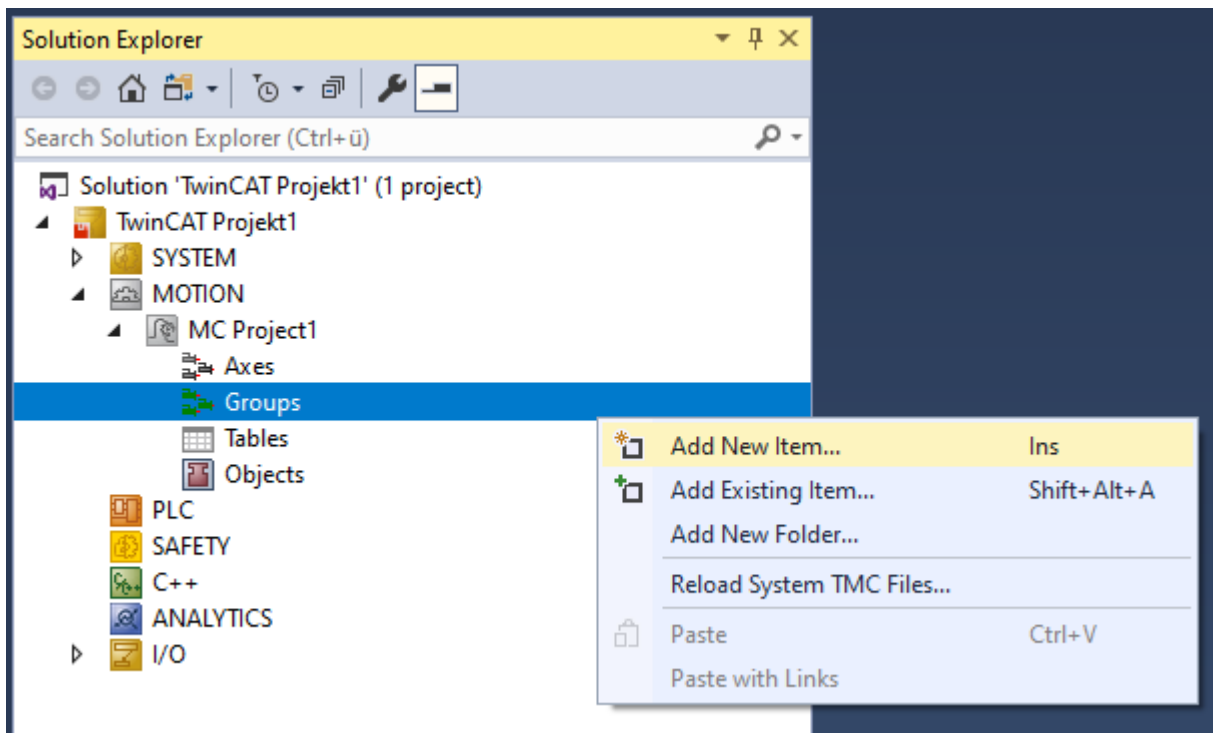 Solution Explorer
Search Solution Explorer (Ctrl+ü)
Solution 'TwinCAT Projekt1' (1 project)
TwinCAT Projekt1
SYSTEM
MOTION
MC Project1
Axes
Groups
Tables
Objects
PLC
SAFETY
C++
ANALYTICS
I/O
Add New Item... Ins
Add Existing Item... Shift+Alt+A
Add New Folder...
Reload System TMC Files...
Paste Ctrl+V
Paste with Links